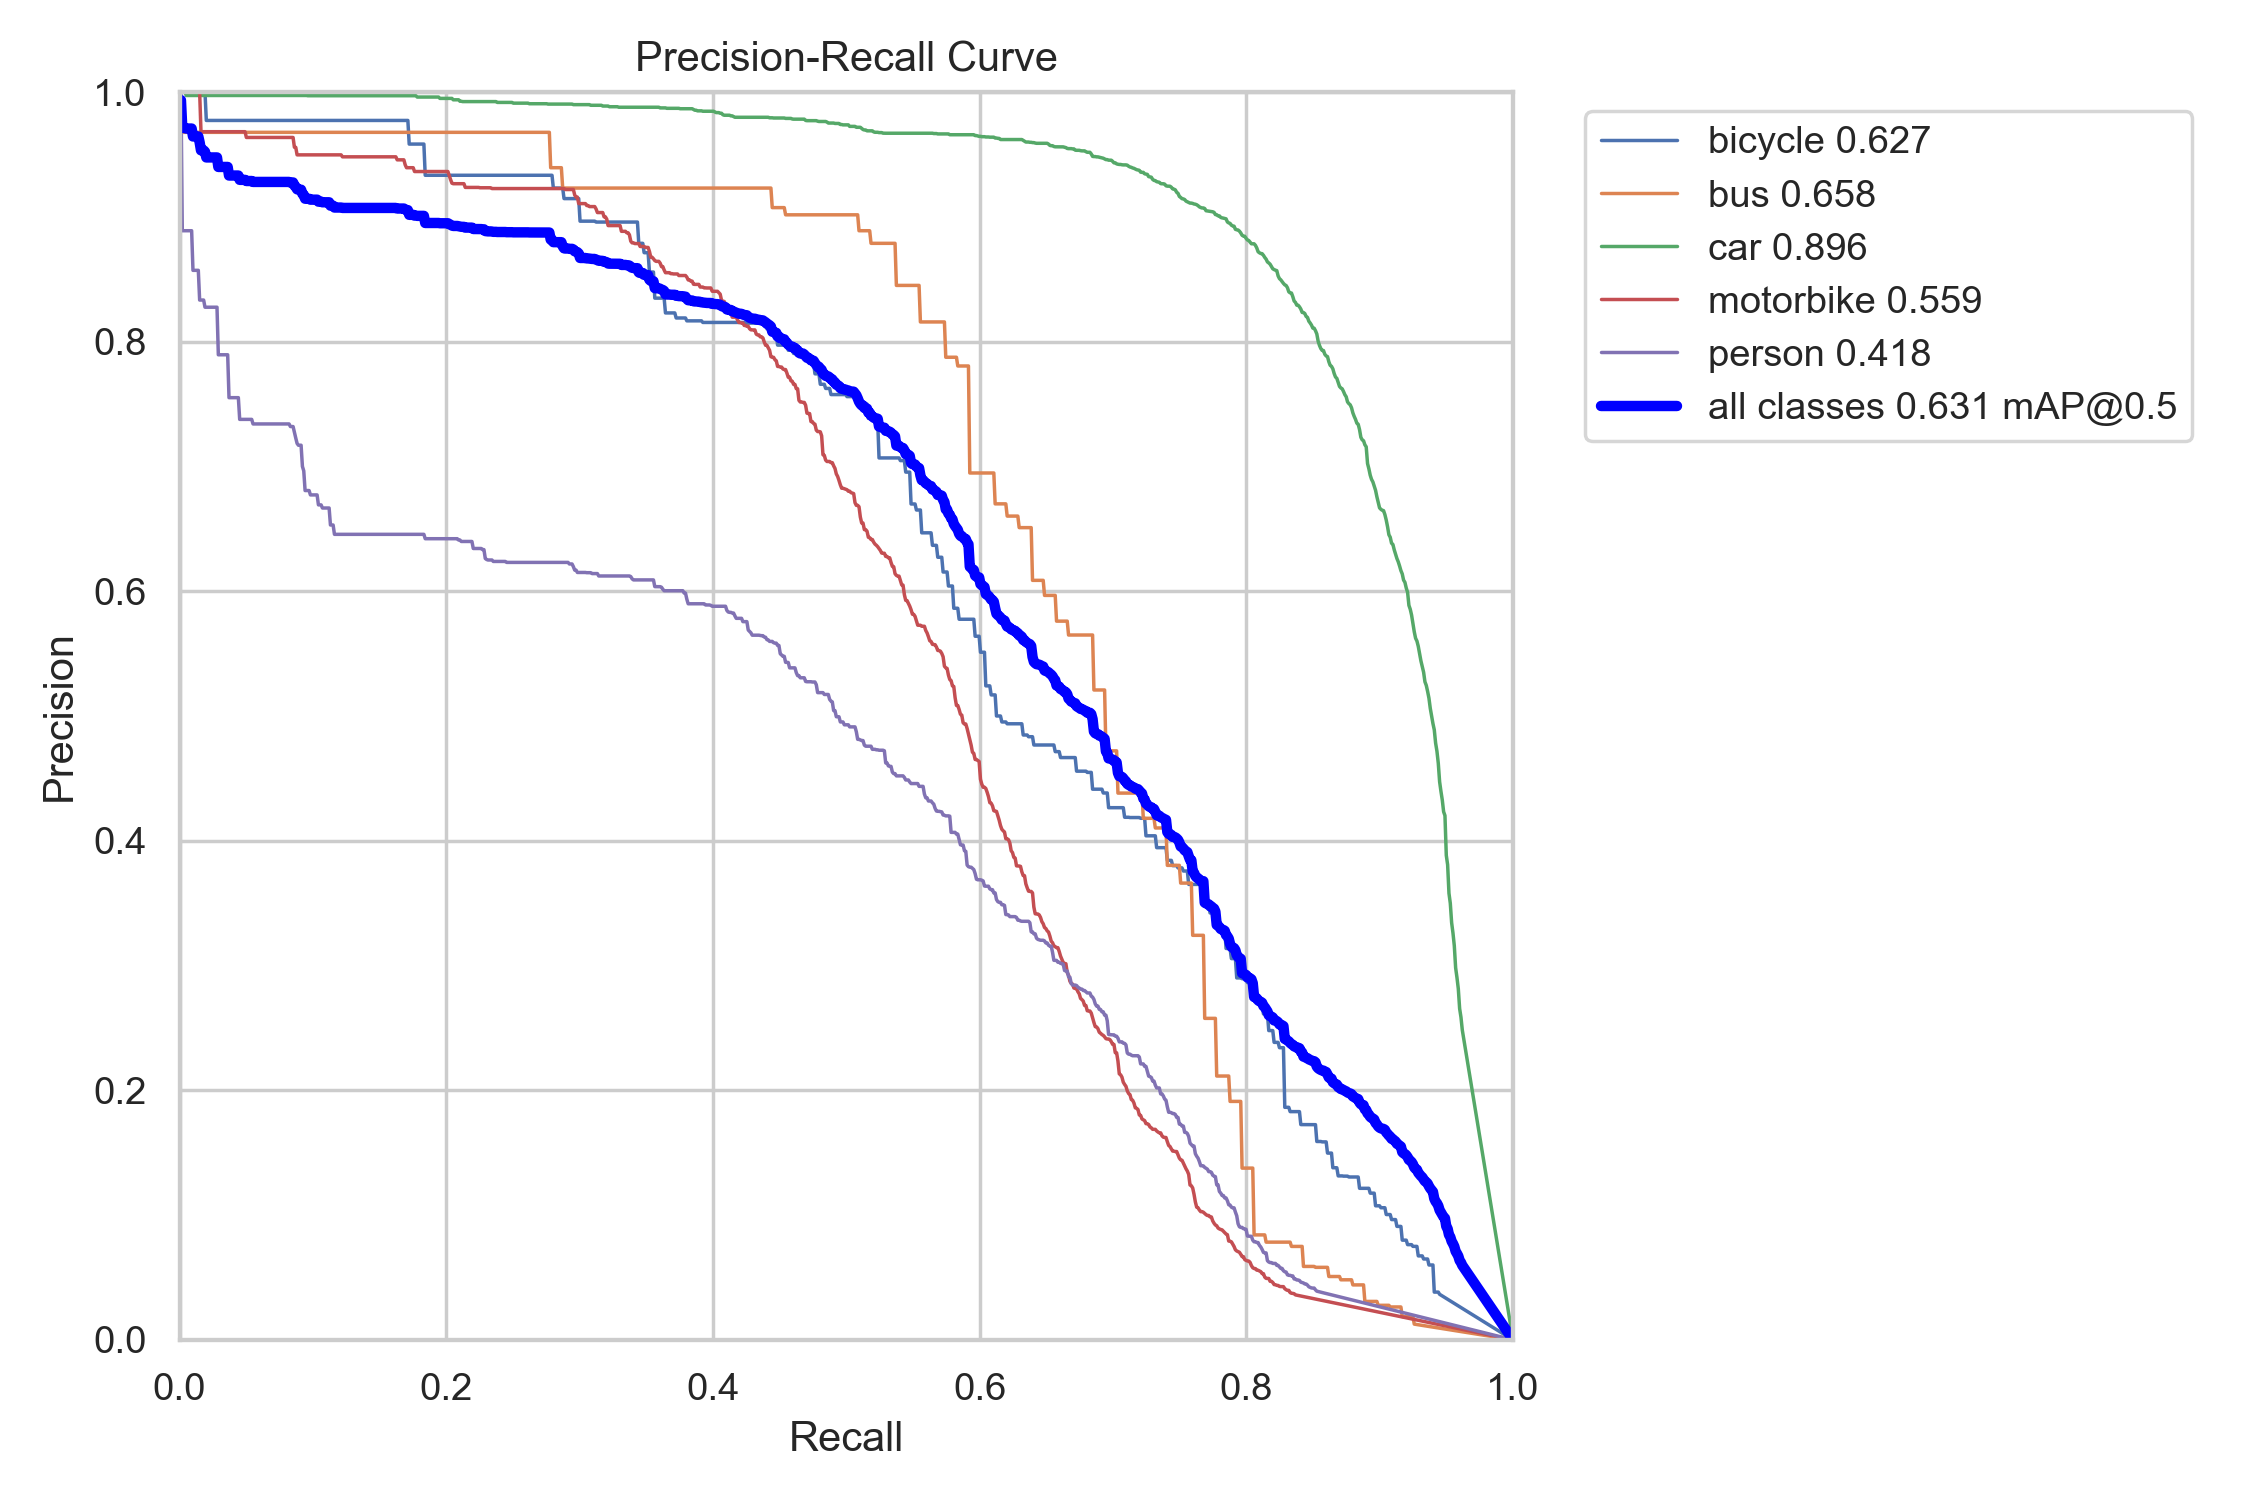 Precision-Recall Curve
1.0
0.8
0.6
0.4
0.2
0.0
Precision
0.0 0.2 0.4 0.6 0.8 1.0
Recall
bicycle 0.627
bus 0.658
car 0.896
motorbike 0.559
person 0.418
all classes 0.631 mAP@0.5